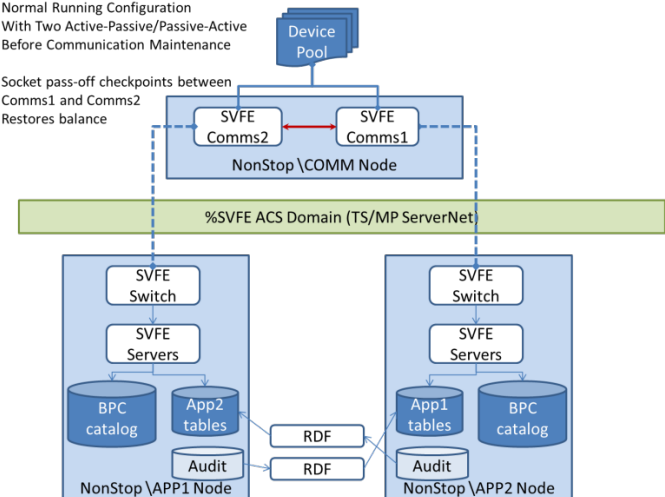 Normal Running Configuration
With Two Active-Passive/Passive-Active
Before Communication Maintenance
Socket pass-off checkpoints between
Comms1 and Comms2
Restores balance
Device
Pool
SVFE
Comms2
SVFE
Comms1
NonStop \COMM Node
%SVFE ACS Domain (TS/MP ServerNet)
SVFE
Switch
SVFE
Servers
BPC
catalog
App2
tables
Audit
NonStop \APP1 Node
RDF
RDF
SVFE
Switch
SVFE
Servers
App1
tables
BPC
catalog
Audit
NonStop \APP2 Node